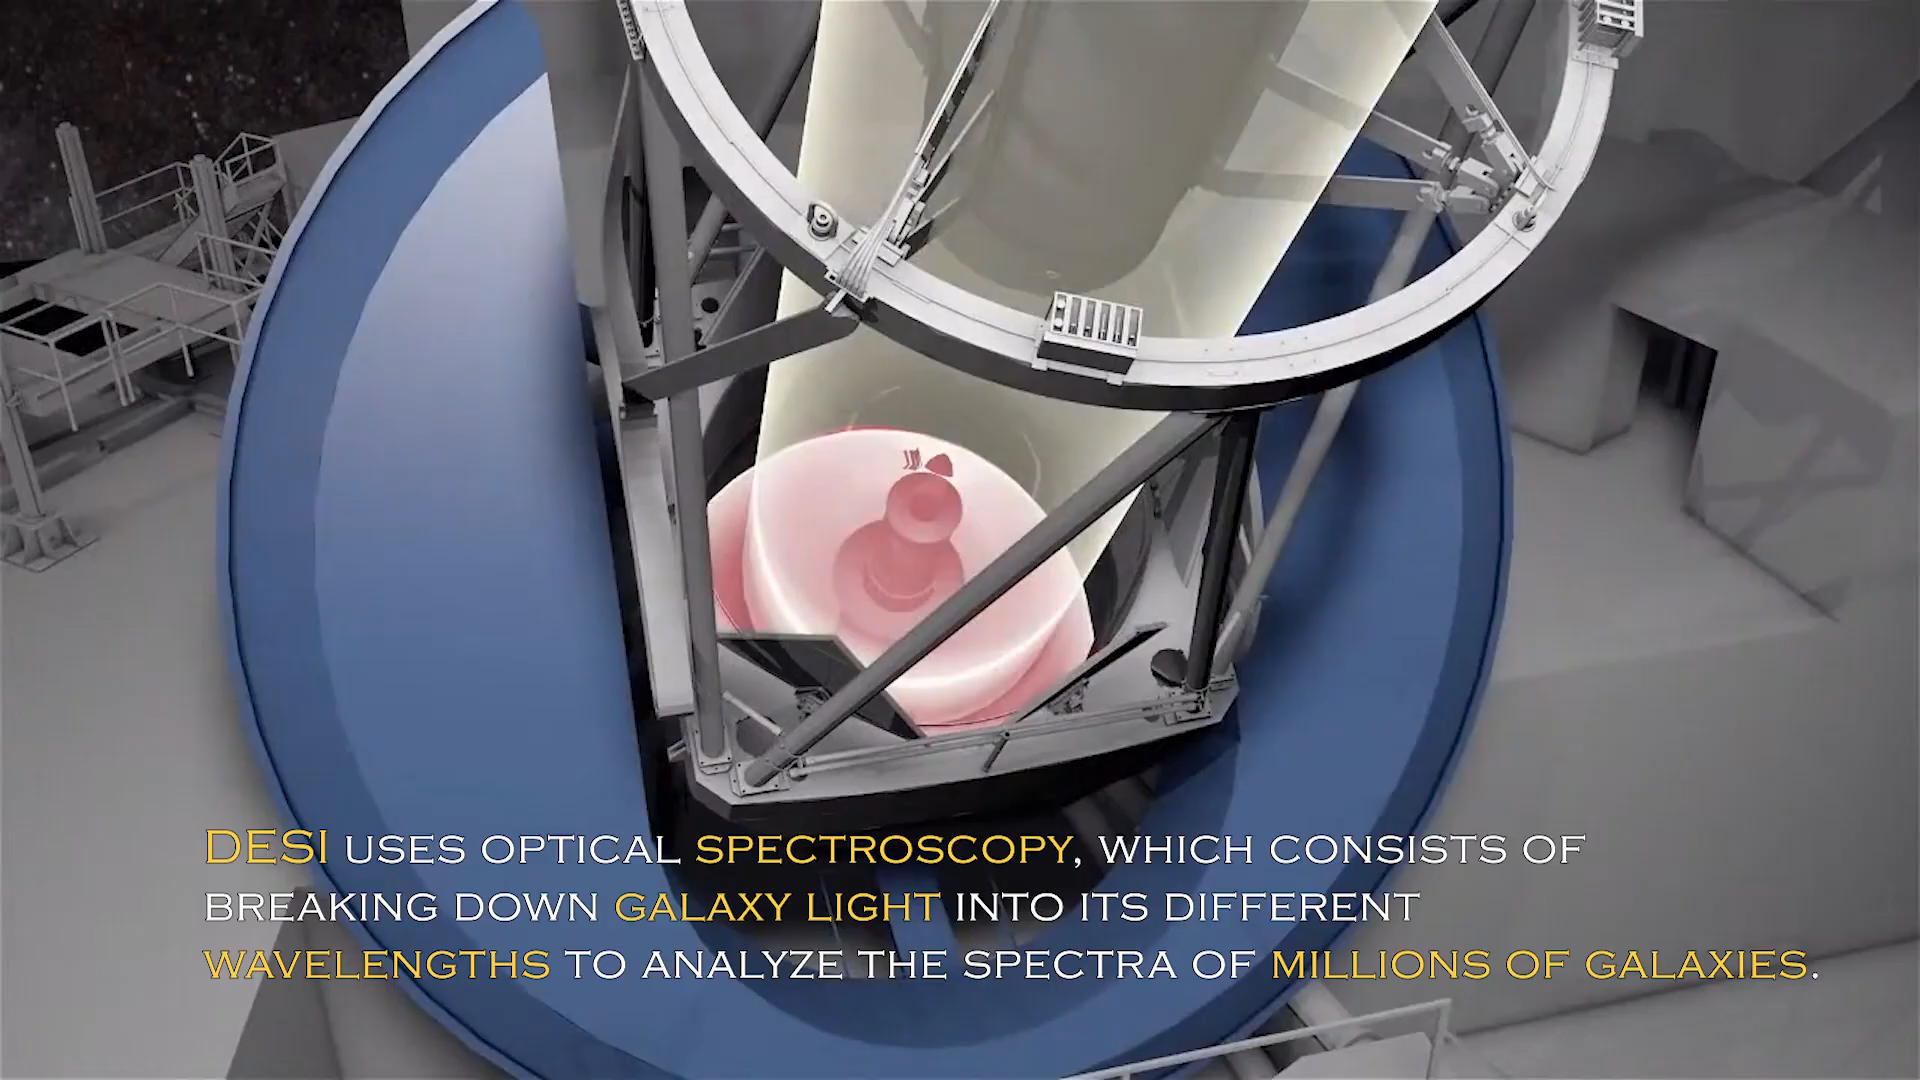 DESI USES OPTICAL SPECTROSCOPY, WHICH CONSISTS OF
BREAKING DOWN GALAXY LIGHT INTO ITS DIFFERENT
WAVELENGTHS TO ANALYZE THE SPECTRA OF MILLIONS OF GALAXIES.